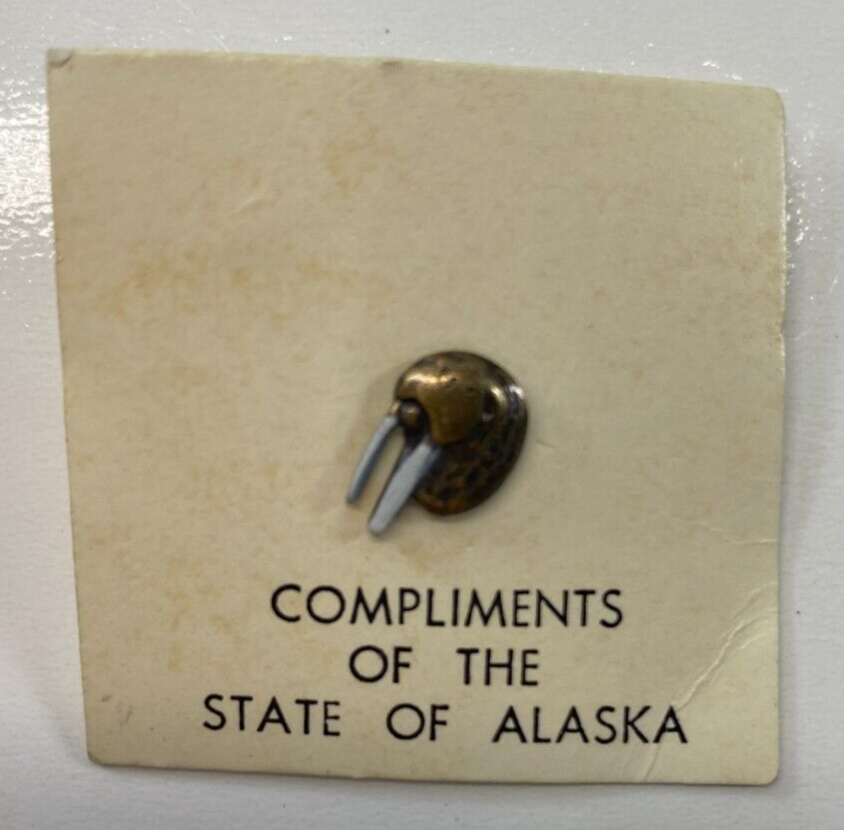 COMPLIMENTS
OF THE
STATE OF ALASKA